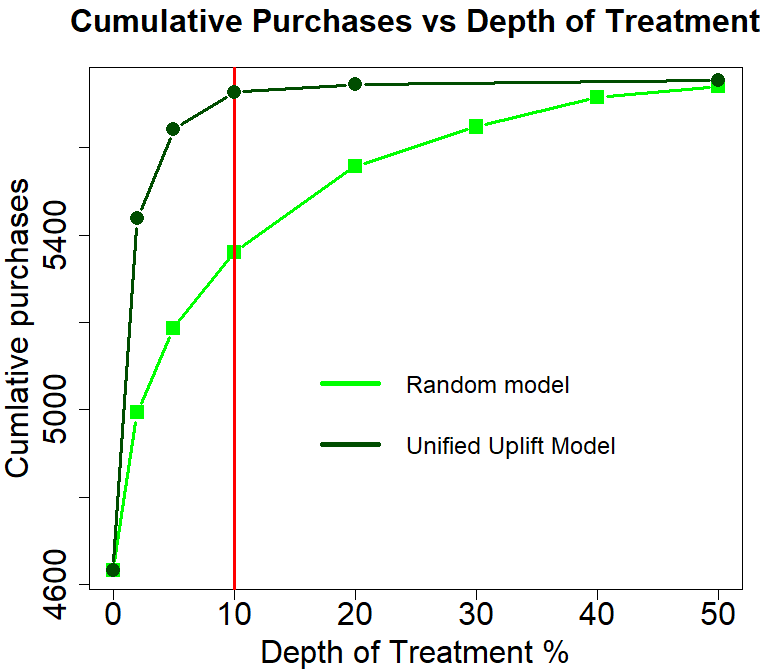 Cumulative Purchases vs Depth of Treatment
Cumlative purchases
5400
5000
4600
Random model
Unified Uplift Model
0 10 20 30 40 50
Depth of Treatment %